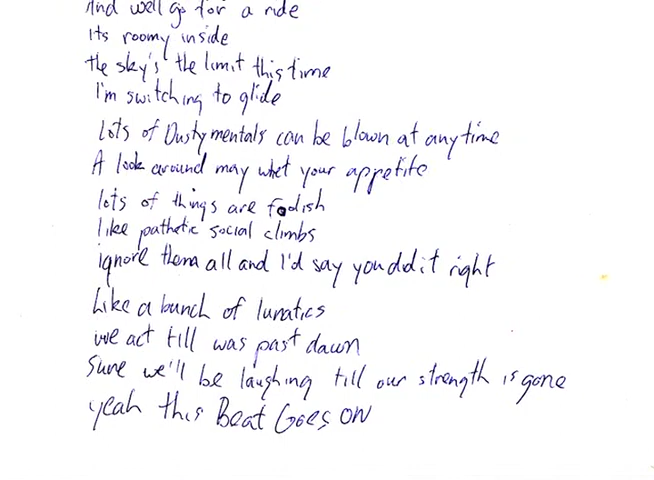 And we'll go for a ride
Its roomy inside
the sky's the limit this time
I'm switching to glide
lots of Dusty mentals can be blown at any time
A look around may whet your appetite
lots of things are foolish
like pathetic social climbs
ignore them all and I'd say you did it right
Like a bunch of lunatics
we act till was past dawn
Sure we'll be laughing till our strength is gone
yeah this Beat Goes ON